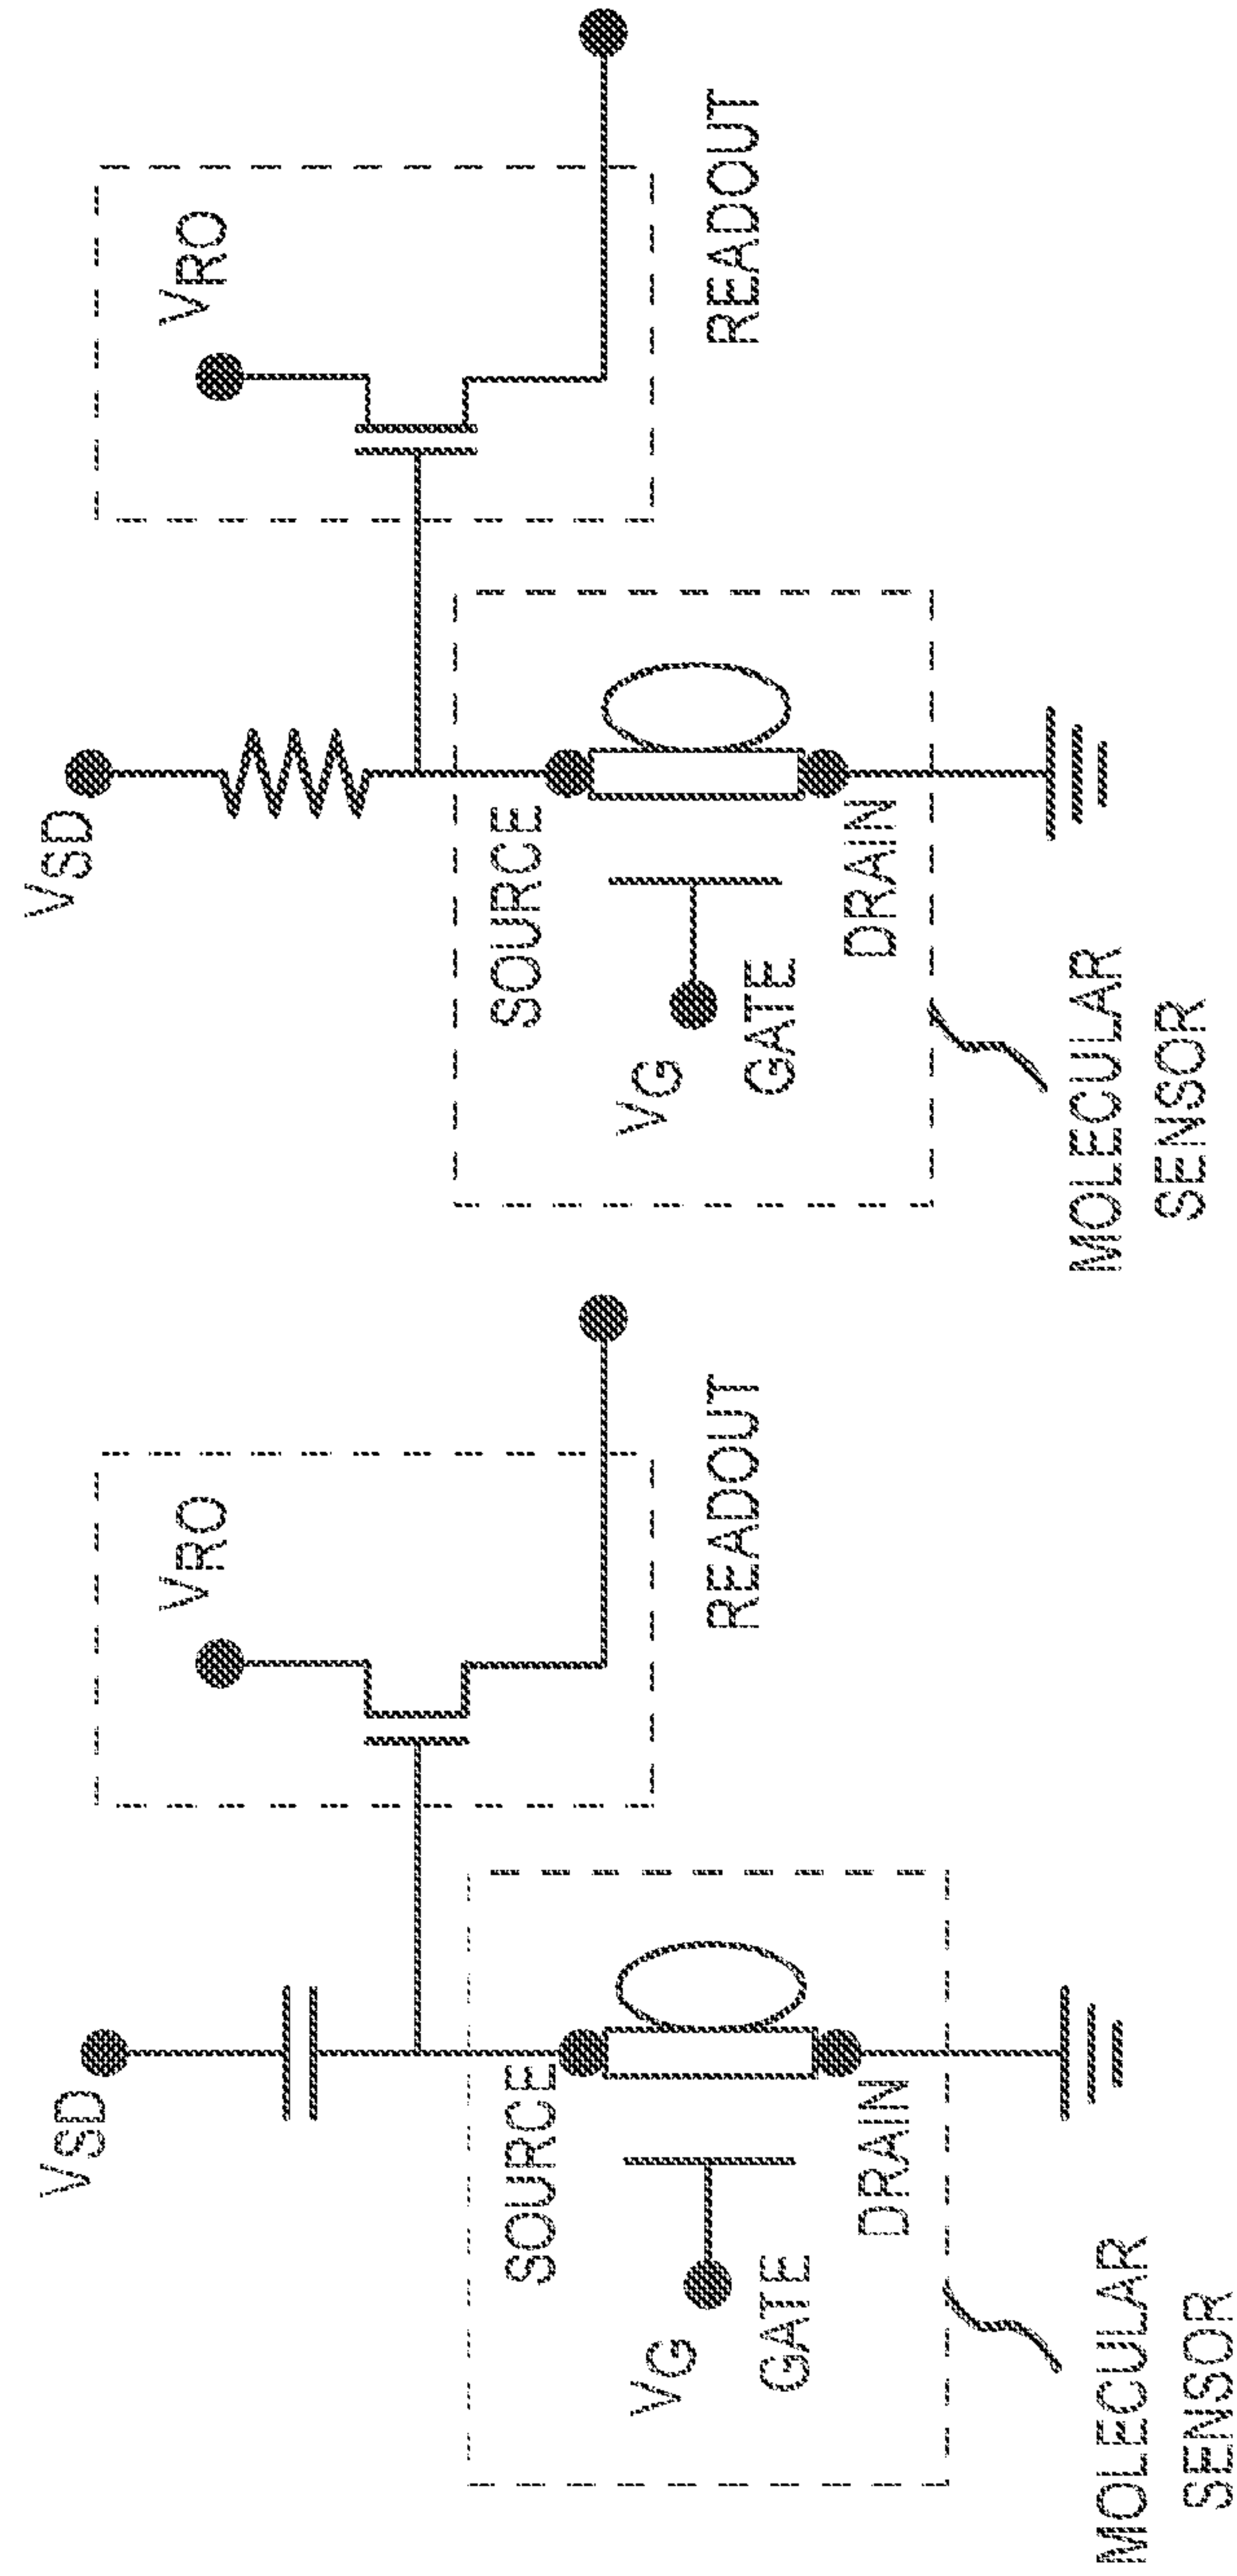 VSD
VRO
SOURCE
VG
READOUT
GATE
DRAIN
MOLECULAR
SENSOR
VSD
VRO
SOURCE
VG
READOUT
GATE
DRAIN
MOLECULAR
SENSOR